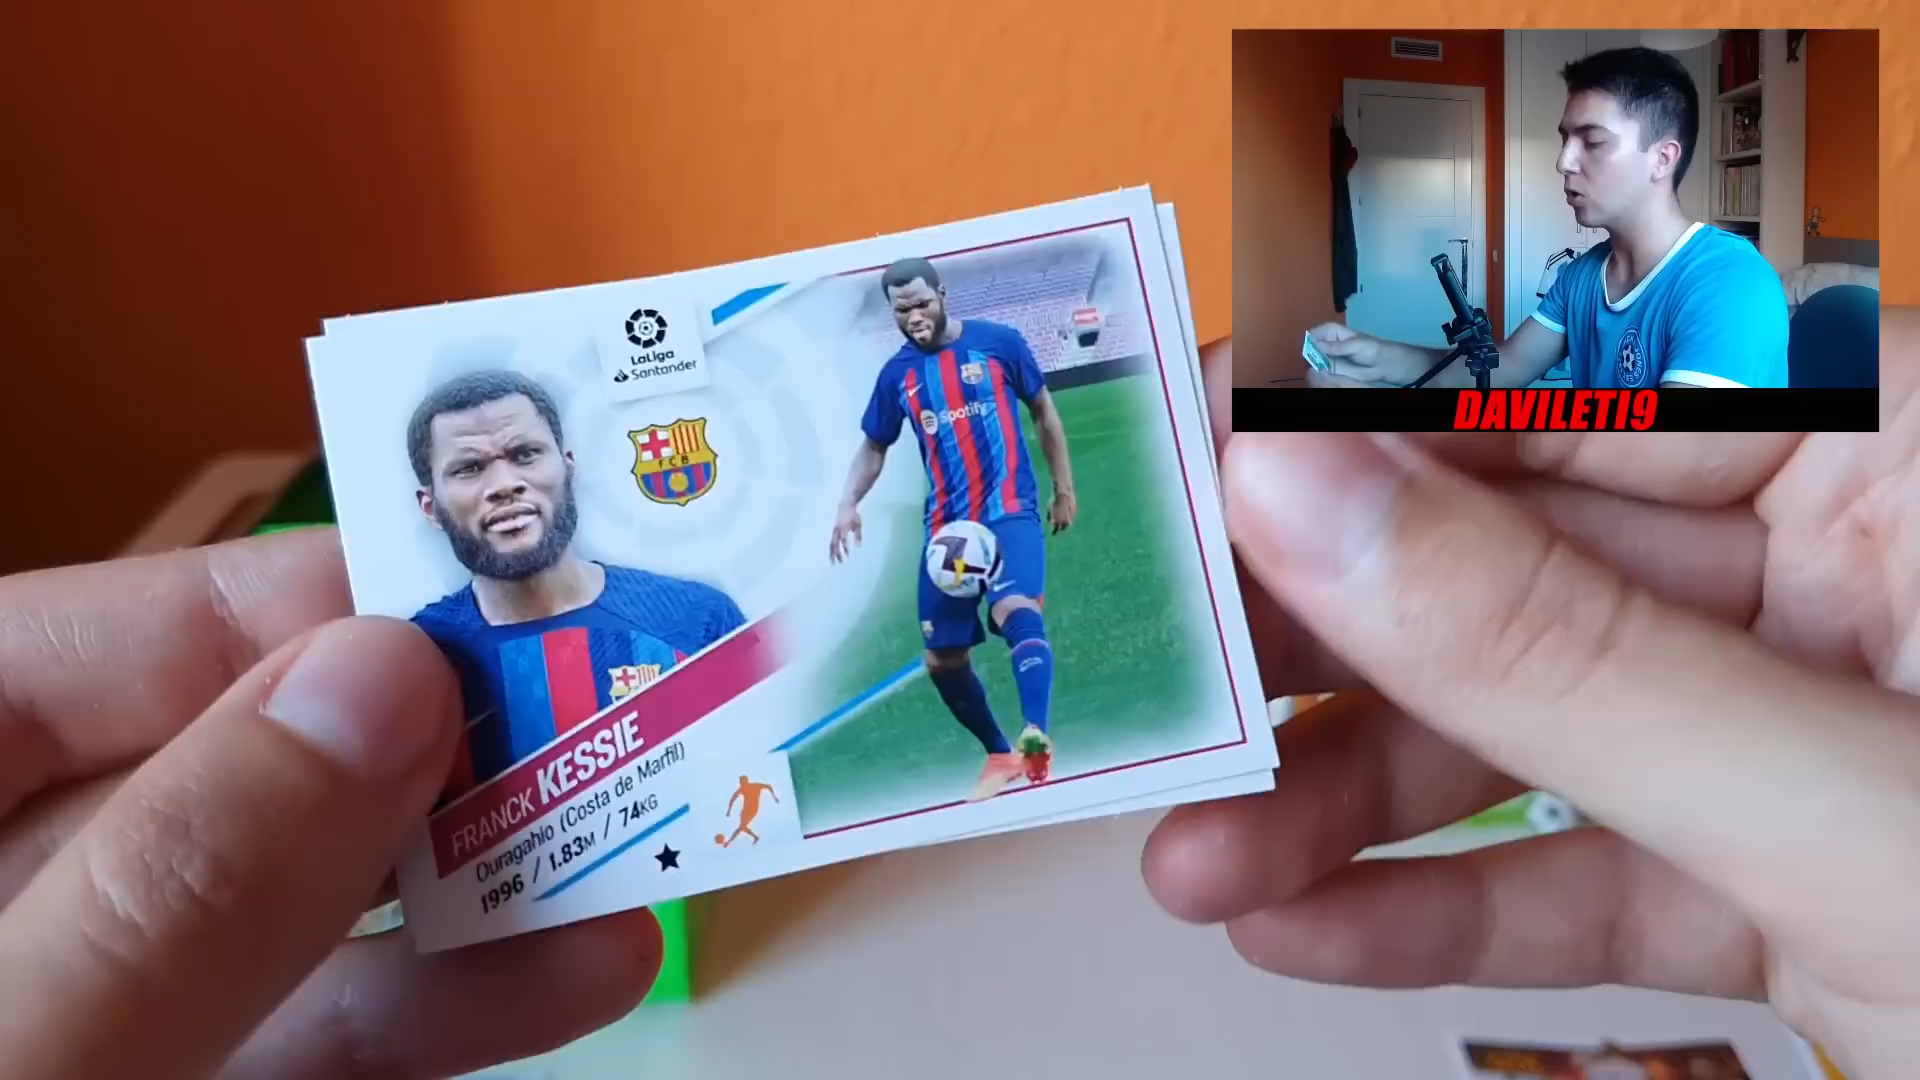 LaLiga
Santander
FCB
Spotify
FRANCK KESSIE
Ouragahio (Costa de Marfil)
1996 / 1.83M / 74KG
DAVILETI9